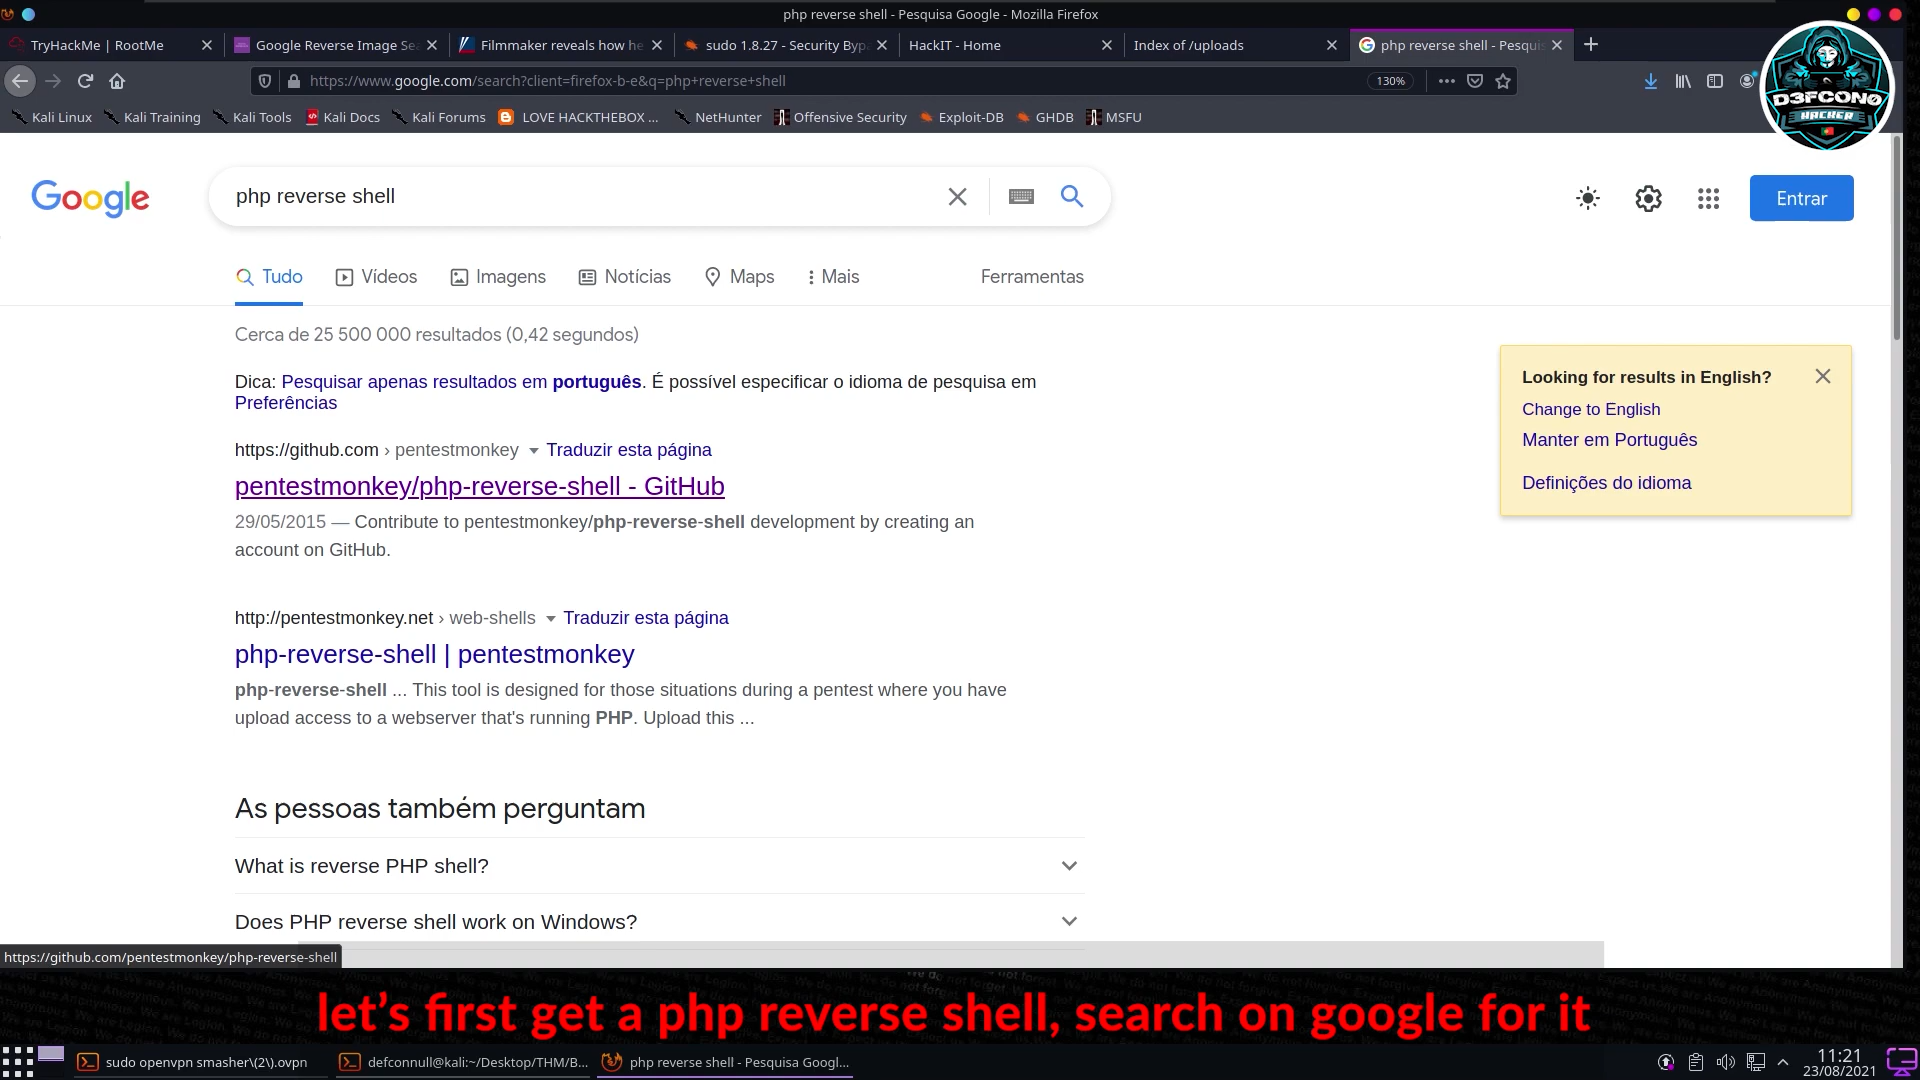 php reverse shell - Pesquisa Google - Mozilla Firefox
TryHackMe | RootMe
Google Reverse Image Se
Filmmaker reveals how he
sudo 1.8.27 - Security Byp
HackIT - Home
Index of /uploads
php reverse shell - Pesqui
https://www.google.com/search?client=firefox-b-e&q=php+reverse+shell
130%
Kali Linux
Kali Training
Kali Tools
Kali Docs
Kali Forums
LOVE HACKTHEBOX ...
NetHunter
Offensive Security
Exploit-DB
GHDB
MSFU
D3FCON0
HACKER
Google
php reverse shell
Entrar
Tudo
Vídeos
Imagens
Notícias
Maps
Mais
Ferramentas
Cerca de 25 500 000 resultados (0,42 segundos)
Dica: Pesquisar apenas resultados em português. É possível especificar o idioma de pesquisa em
Preferências
Looking for results in English?
Change to English
Manter em Português
Definições do idioma
https://github.com › pentestmonkey
Traduzir esta página
pentestmonkey/php-reverse-shell - GitHub
29/05/2015 — Contribute to pentestmonkey/php-reverse-shell development by creating an
account on GitHub.
http://pentestmonkey.net › web-shells
Traduzir esta página
php-reverse-shell | pentestmonkey
php-reverse-shell ... This tool is designed for those situations during a pentest where you have
upload access to a webserver that's running PHP. Upload this ...
As pessoas também perguntam
What is reverse PHP shell?
Does PHP reverse shell work on Windows?
https://github.com/pentestmonkey/php-reverse-shell
let's first get a php reverse shell, search on google for it
sudo openvpn smasher\(2\).ovpn
defconnull@kali:~/Desktop/THM/B...
php reverse shell - Pesquisa Googl...
11:21
23/08/2021